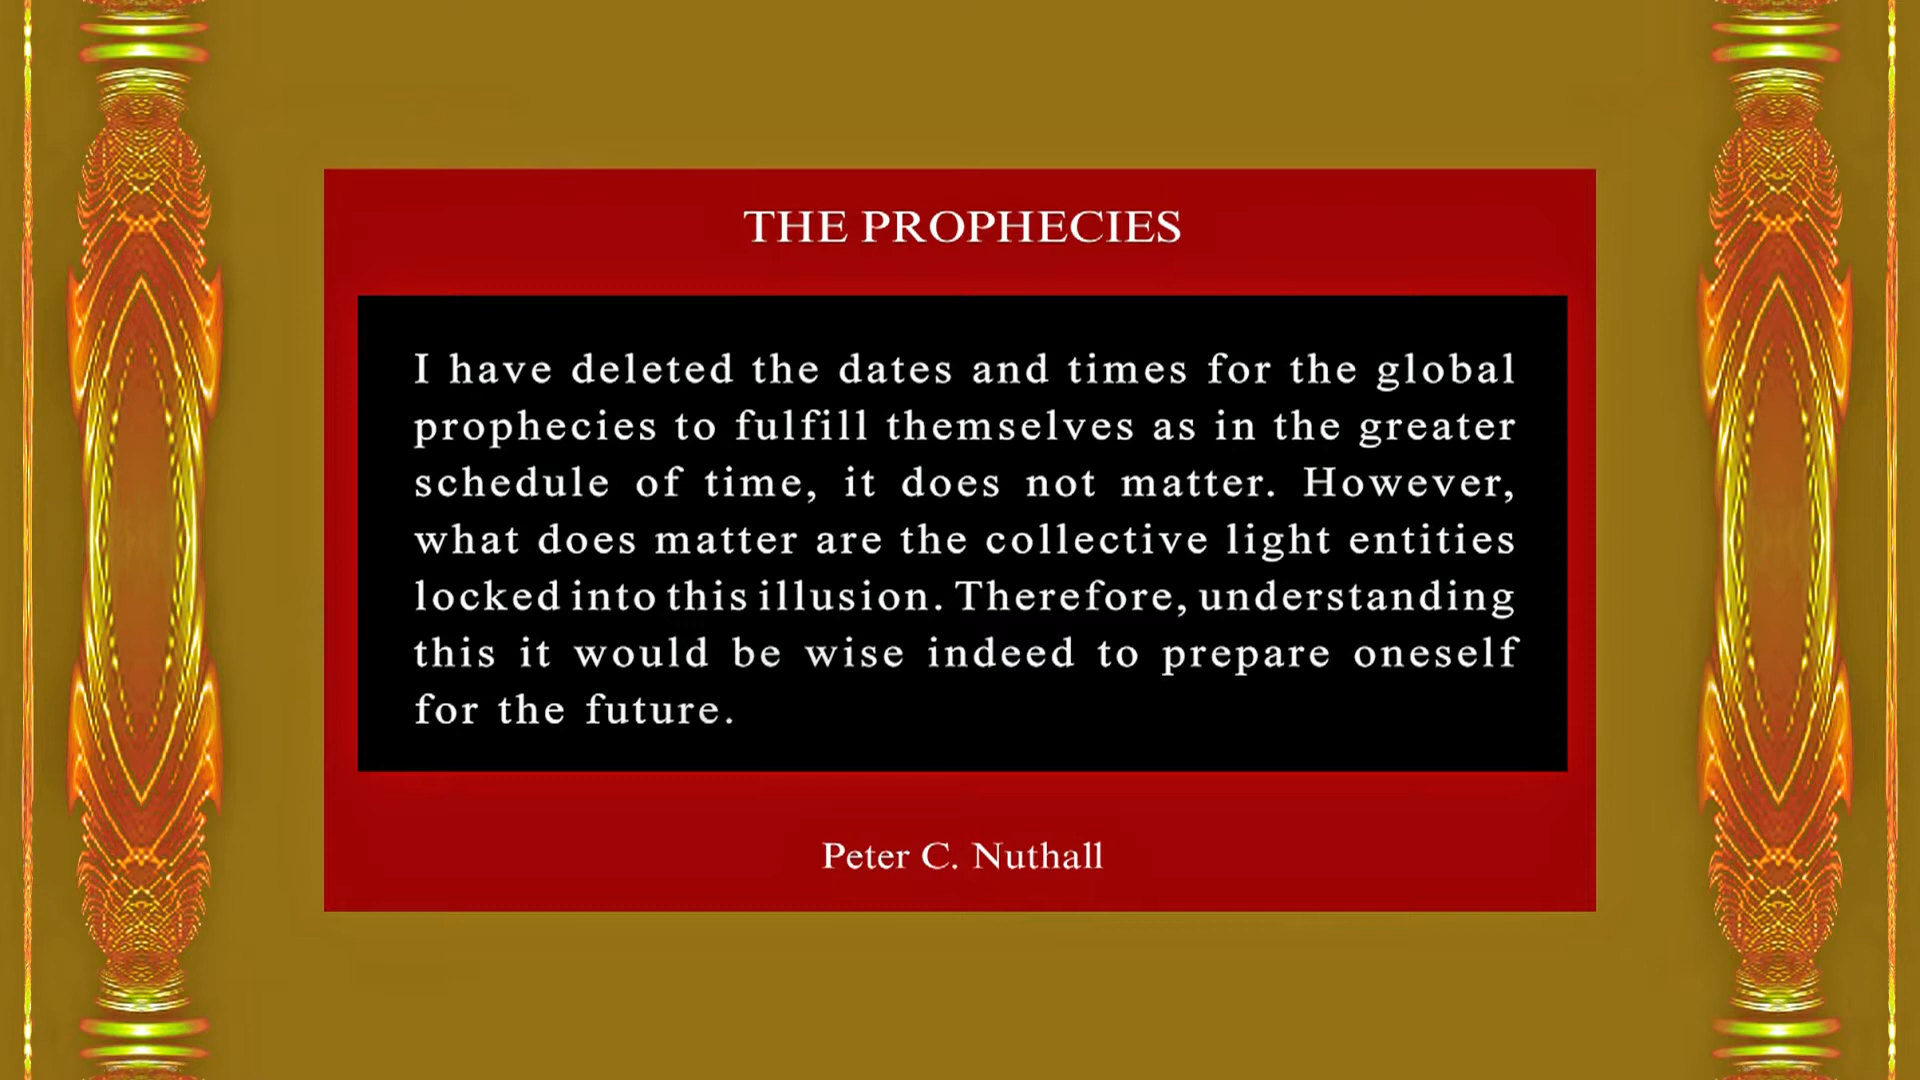 THE PROPHECIES
I have deleted the dates and times for the global
prophecies to fulfill themselves as in the greater
schedule of time, it does not matter. However,
what does matter are the collective light entities
locked into this illusion. Therefore, understanding
this it would be wise indeed to prepare oneself
for the future.
Peter C. Nuthall